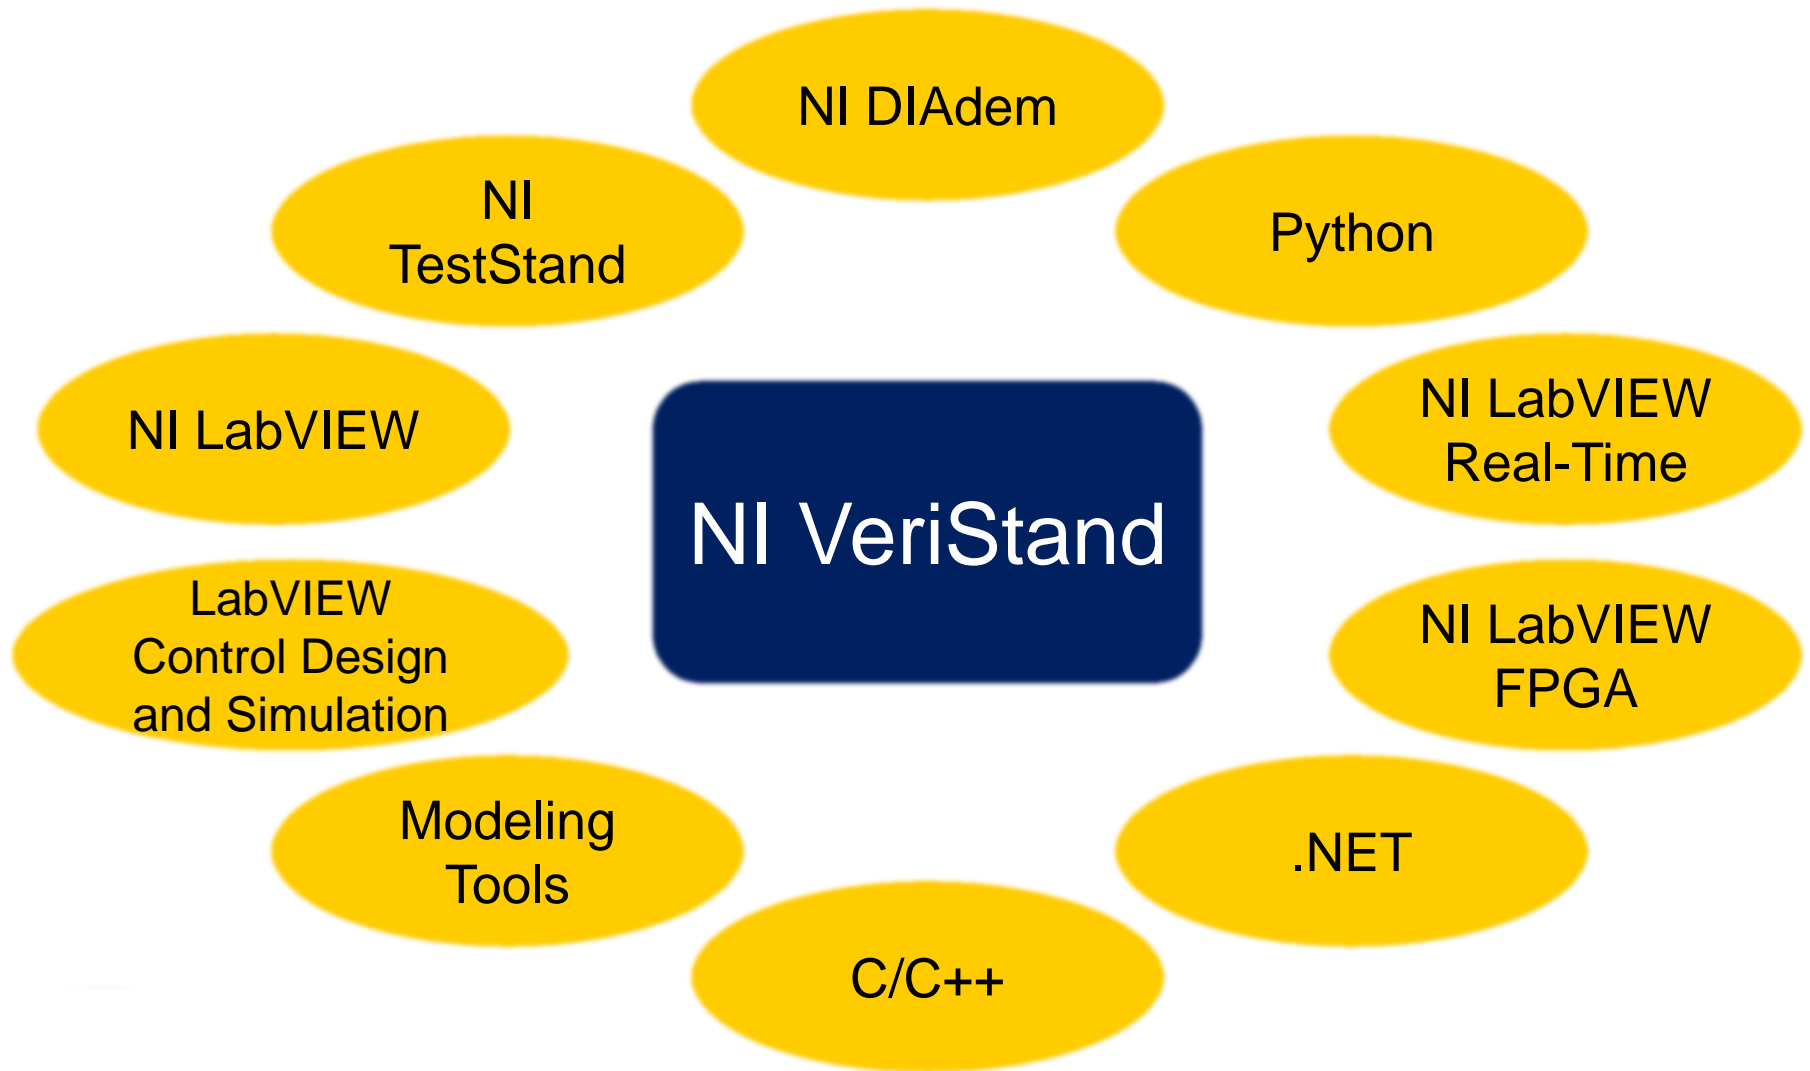 NI DIAdem
NI
TestStand
Python
NI LabVIEW
NI LabVIEW
Real-Time
NI VeriStand
LabVIEW
Control Design
and Simulation
NI LabVIEW
FPGA
Modeling
Tools
.NET
C/C++